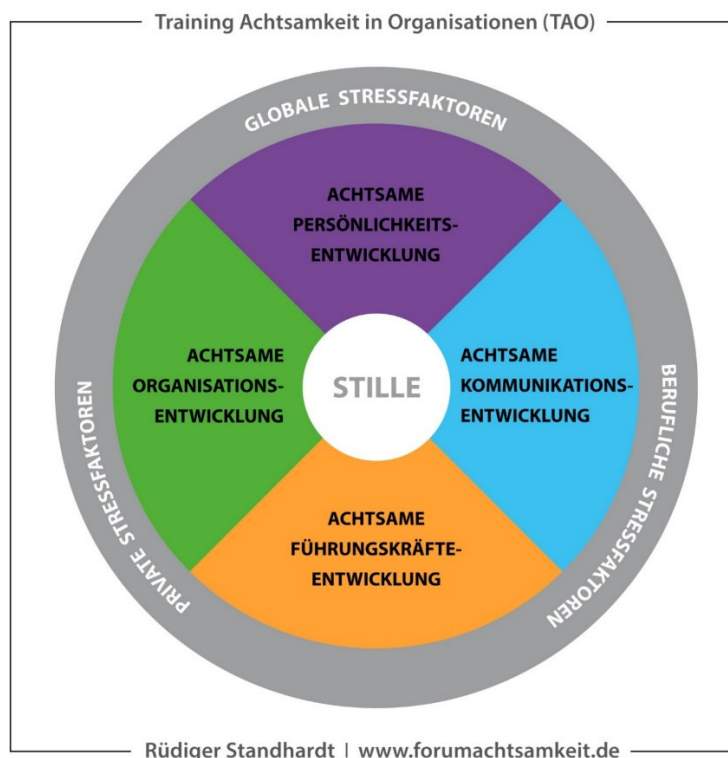 Training Achtsamkeit in Organisationen (TAO)
GLOBALE STRESSFAKTOREN
ACHTSAME
PERSÖNLICHKEITS-
ENTWICKLUNG
ACHTSAME
ORGANISATIONS-
ENTWICKLUNG
STILLE
ACHTSAME
KOMMUNIKATIONS-
ENTWICKLUNG
ACHTSAME
FÜHRUNGSKRÄFTE-
ENTWICKLUNG
PRIVATE STRESSFAKTOREN
BERUFLICHE STRESSFAKTOREN
Rüdiger Standhardt | www.forumachtsamkeit.de